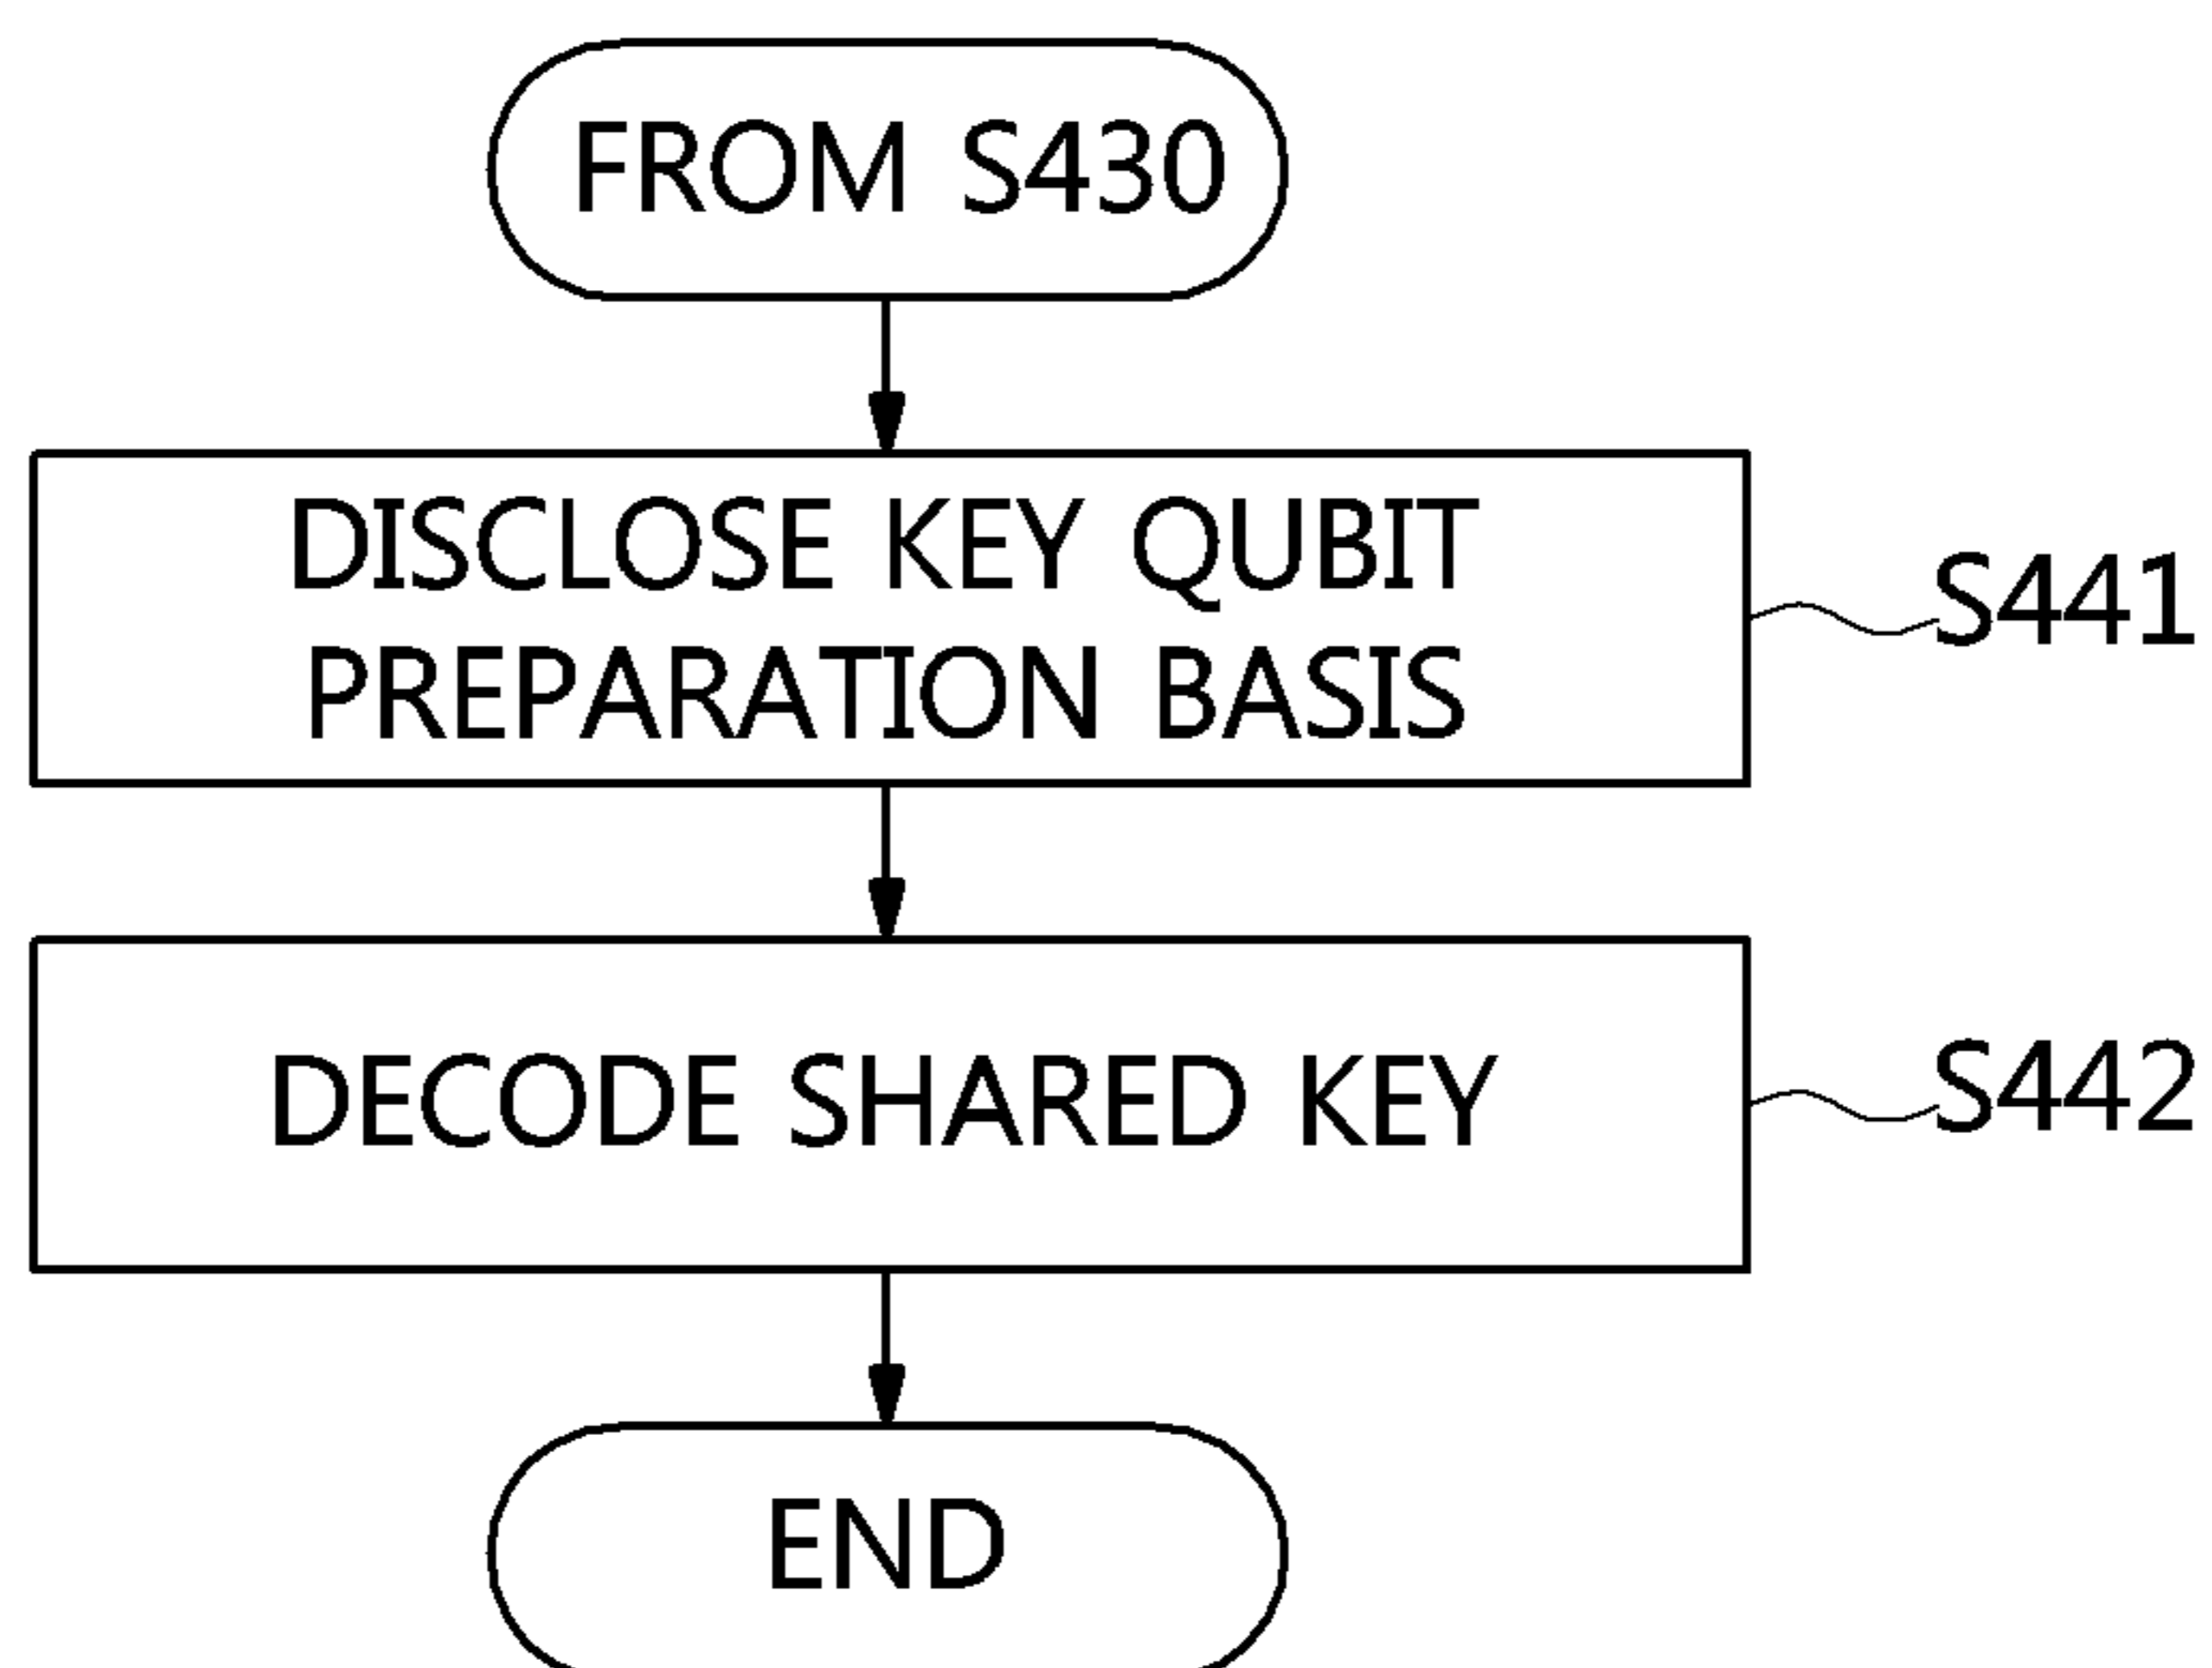 FROM S430
DISCLOSE KEY QUBIT
PREPARATION BASIS
S441
DECODE SHARED KEY
S442
END